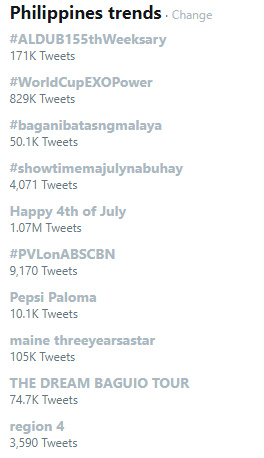 Philippines trends · Change
#ALDUB155thWeeksary
171K Tweets
#WorldCupEXOPower
829K Tweets
#baganibatasngmalaya
50.1K Tweets
#showtimemajulynabuhay
4,071 Tweets
Happy 4th of July
1.07M Tweets
#PVLonABSCBN
9,170 Tweets
Pepsi Paloma
10.1K Tweets
maine threeyearsastar
105K Tweets
THE DREAM BAGUIO TOUR
74.7K Tweets
region 4
3,590 Tweets